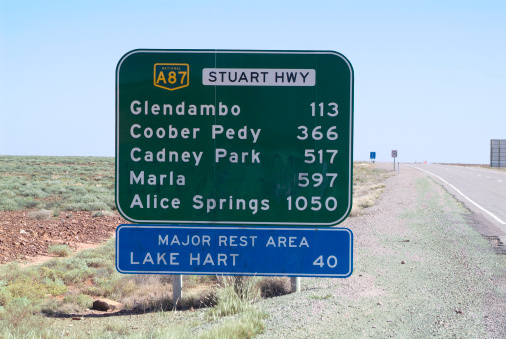 NATIONAL
A87 STUART HWY
Glendambo 113
Coober Pedy 366
Cadney Park 517
Marla 597
Alice Springs 1050
MAJOR REST AREA
LAKE HART 40